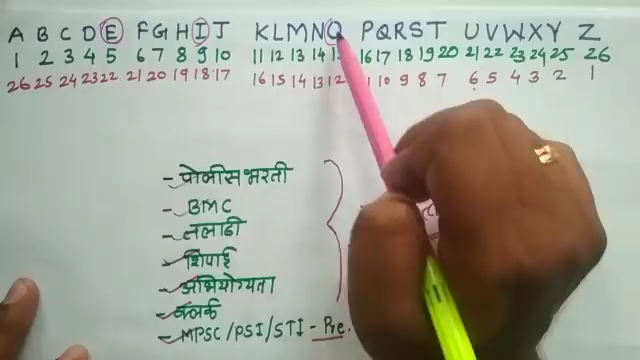 A B C D E F G H I J K L M N O P Q R S T U V W X Y Z
1 2 3 4 5 6 7 8 9 10 11 12 13 14 16 17 18 19 20 21 22 23 24 25 26
26 25 24 23 22 21 20 19 18 17 16 15 14 13 12 10 9 8 7 6 5 4 3 2 1
- पोलीस भरती
- BMC
- तलाठी
- शिपाई
- अभियोग्यता
- क्लर्क
- MPSC/PSI/STI - Pre.